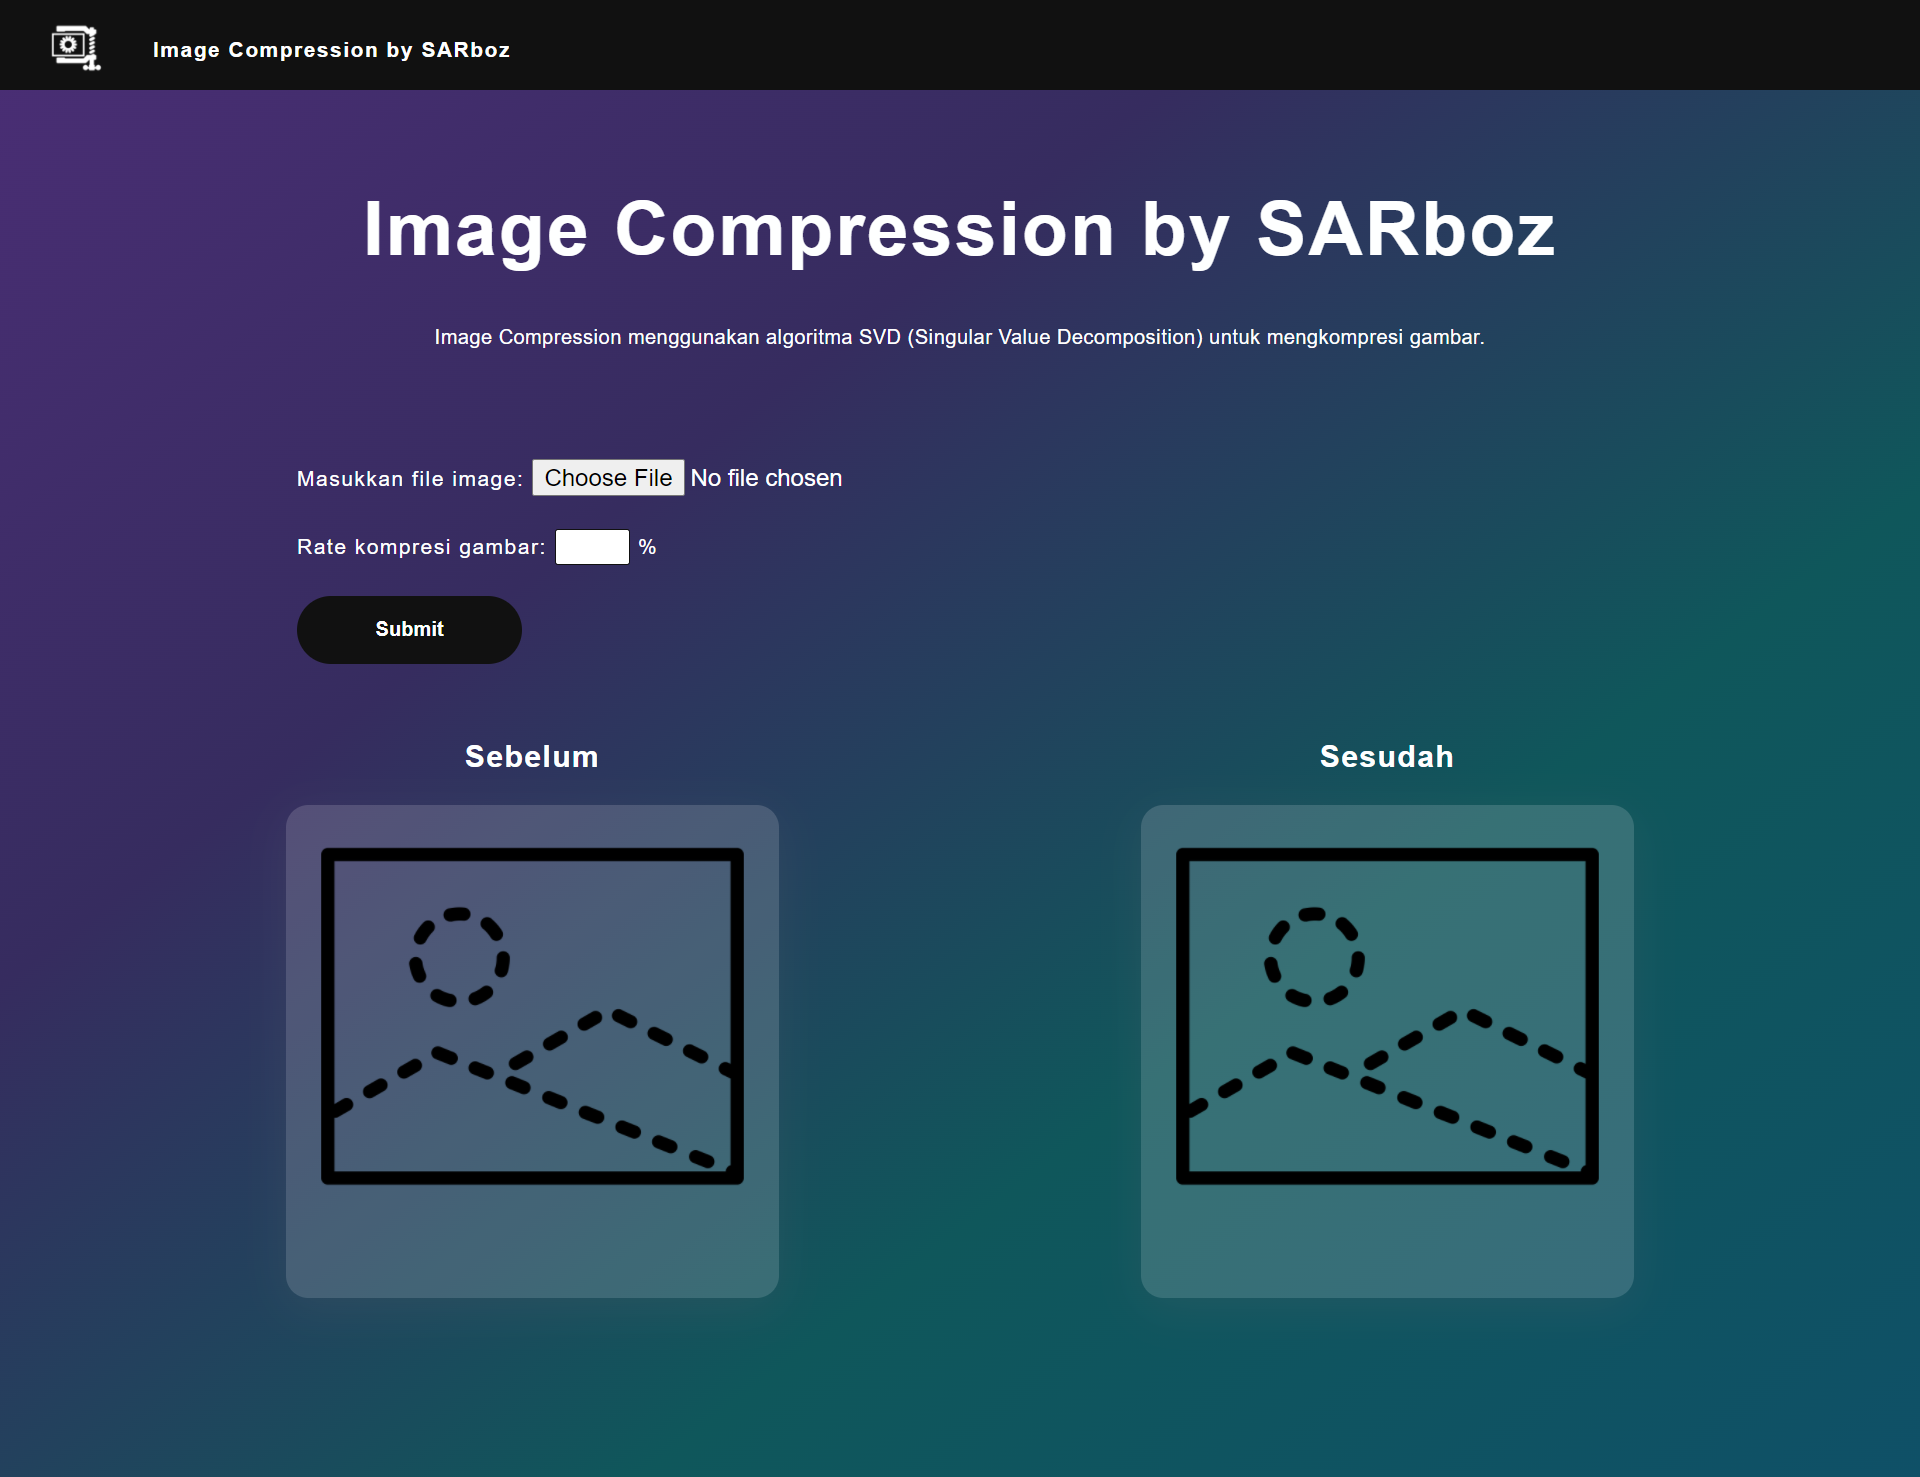 Image Compression by SARboz
Image Compression by SARboz
Image Compression menggunakan algoritma SVD (Singular Value Decomposition) untuk mengkompresi gambar.
Masukkan file image: Choose File No file chosen
Rate kompresi gambar: %
Submit
Sebelum Sesudah